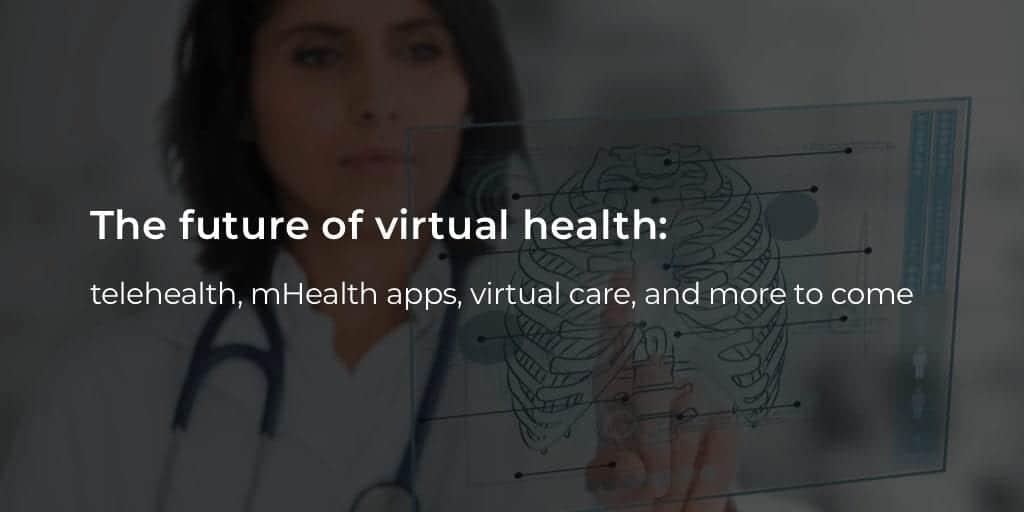 The future of virtual health:
telehealth, mHealth apps, virtual care, and more to come